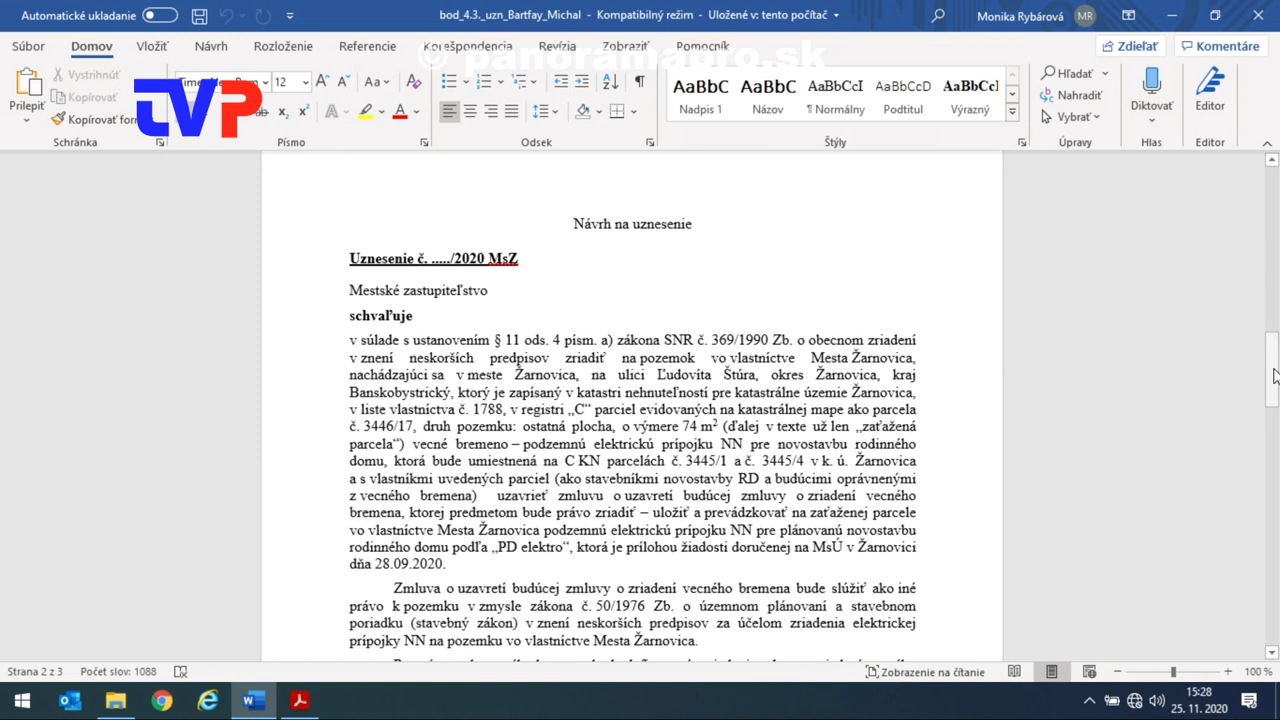 Automatické ukladanie
bod_4.3._uzn_Bartfay_Michal - Kompatibilný režim - Uložené v: tento počítač
Monika Rybárová MR
Súbor Domov Vložiť Návrh Rozloženie Referencie Korešpondencia Revízia Zobraziť Pomocník Zdieľať Komentáre
© panoramapro.sk
TVP
Prilepiť
Vystrihnúť
Kopírovať
Kopírovať form
12
Aa
AaBbC AaBbC AaBbCcI AaBbCcD AaBbCcI
Nadpis 1 Názov ¶ Normálny Podtitul Výrazný
Hľadať
Nahradiť
Vybrať
Diktovať
Editor
Schránka Písmo Odsek Štýly Úpravy Hlas Editor
Návrh na uznesenie
Uznesenie č. ...../2020 MsZ
Mestské zastupiteľstvo
schvaľuje
v súlade s ustanovením § 11 ods. 4 písm. a) zákona SNR č. 369/1990 Zb. o obecnom zriadení
v znení neskorších predpisov zriadiť na pozemok vo vlastníctve Mesta Žarnovica,
nachádzajúci sa v meste Žarnovica, na ulici Ľudovíta Štúra, okres Žarnovica, kraj
Banskobystrický, ktorý je zapísaný v katastri nehnuteľností pre katastrálne územie Žarnovica,
v liste vlastníctva č. 1788, v registri „C“ parciel evidovaných na katastrálnej mape ako parcela
č. 3446/17, druh pozemku: ostatná plocha, o výmere 74 m2 (ďalej v texte už len „zaťažená
parcela“) vecné bremeno – podzemnú elektrickú prípojku NN pre novostavbu rodinného
domu, ktorá bude umiestnená na C KN parcelách č. 3445/1 a č. 3445/4 v k. ú. Žarnovica
a s vlastníkmi uvedených parciel (ako stavebníkmi novostavby RD a budúcimi oprávnenými
z vecného bremena) uzavrieť zmluvu o uzavretí budúcej zmluvy o zriadení vecného
bremena, ktorej predmetom bude právo zriadiť – uložiť a prevádzkovať na zaťaženej parcele
vo vlastníctve Mesta Žarnovica podzemnú elektrickú prípojku NN pre plánovanú novostavbu
rodinného domu podľa „PD elektro“, ktorá je prílohou žiadosti doručenej na MsÚ v Žarnovici
dňa 28.09.2020.
Zmluva o uzavretí budúcej zmluvy o zriadení vecného bremena bude slúžiť ako iné
právo k pozemku v zmysle zákona č. 50/1976 Zb. o územnom plánovaní a stavebnom
poriadku (stavebný zákon) v znení neskorších predpisov za účelom zriadenia elektrickej
prípojky NN na pozemku vo vlastníctve Mesta Žarnovica.
Strana 2 z 3 Počet slov: 1088 Zobrazenie na čítanie 100 %
15:28
25. 11. 2020